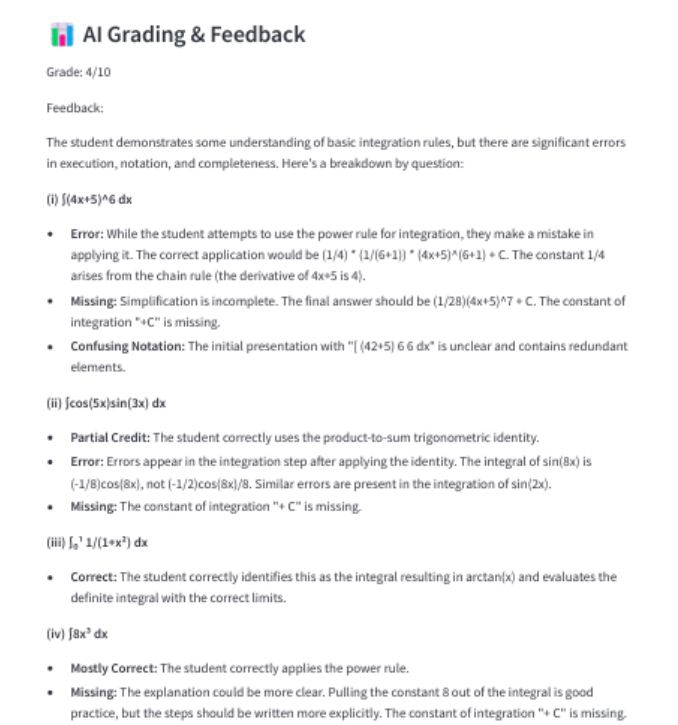 AI Grading & Feedback
Grade: 4/10
Feedback:
The student demonstrates some understanding of basic integration rules, but there are significant errors
in execution, notation, and completeness. Here's a breakdown by question:
(i) ∫(4x+5)^6 dx
• Error: While the student attempts to use the power rule for integration, they make a mistake in
applying it. The correct application would be (1/4) * (1/(6+1)) * (4x+5)^(6+1) + C. The constant 1/4
arises from the chain rule (the derivative of 4x+5 is 4).
• Missing: Simplification is incomplete. The final answer should be (1/28)(4x+5)^7 + C. The constant of
integration "+C" is missing.
• Confusing Notation: The initial presentation with "[ (42+5) 6 6 dx" is unclear and contains redundant
elements.
(ii) ∫cos(5x)sin(3x) dx
• Partial Credit: The student correctly uses the product-to-sum trigonometric identity.
• Error: Errors appear in the integration step after applying the identity. The integral of sin(8x) is
(-1/8)cos(8x), not (-1/2)cos(8x)/8. Similar errors are present in the integration of sin(2x).
• Missing: The constant of integration "+ C" is missing.
(iii) ∫₀¹ 1/(1+x²) dx
• Correct: The student correctly identifies this as the integral resulting in arctan(x) and evaluates the
definite integral with the correct limits.
(iv) ∫8x³ dx
• Mostly Correct: The student correctly applies the power rule.
• Missing: The explanation could be more clear. Pulling the constant 8 out of the integral is good
practice, but the steps should be written more explicitly. The constant of integration "+ C" is missing.